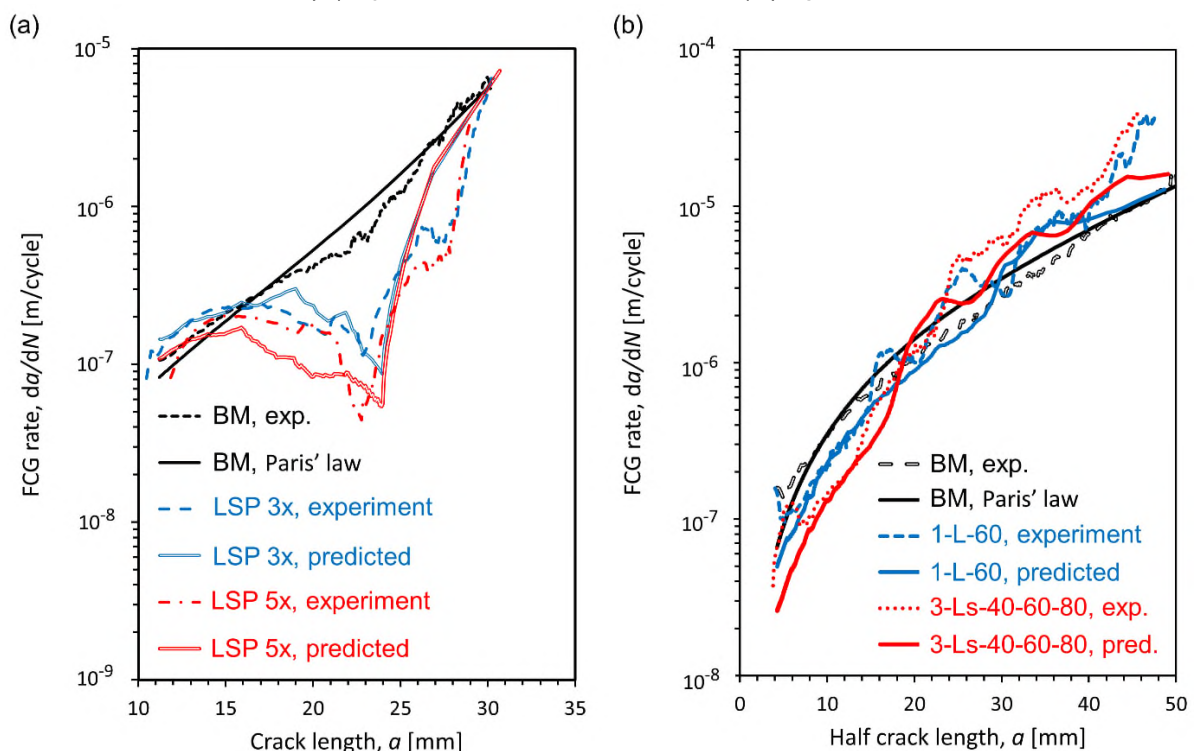 (a)
10⁻⁵
10⁻⁶
10⁻⁷
10⁻⁸
10⁻⁹
FCG rate, da/dN [m/cycle]
BM, exp.
BM, Paris' law
LSP 3x, experiment
LSP 3x, predicted
LSP 5x, experiment
LSP 5x, predicted
10 15 20 25 30 35
Crack length, a [mm]
(b)
10⁻⁴
10⁻⁵
10⁻⁶
10⁻⁷
10⁻⁸
FCG rate, da/dN [m/cycle]
BM, exp.
BM, Paris' law
1-L-60, experiment
1-L-60, predicted
3-Ls-40-60-80, exp.
3-Ls-40-60-80, pred.
0 10 20 30 40 50
Half crack length, a [mm]